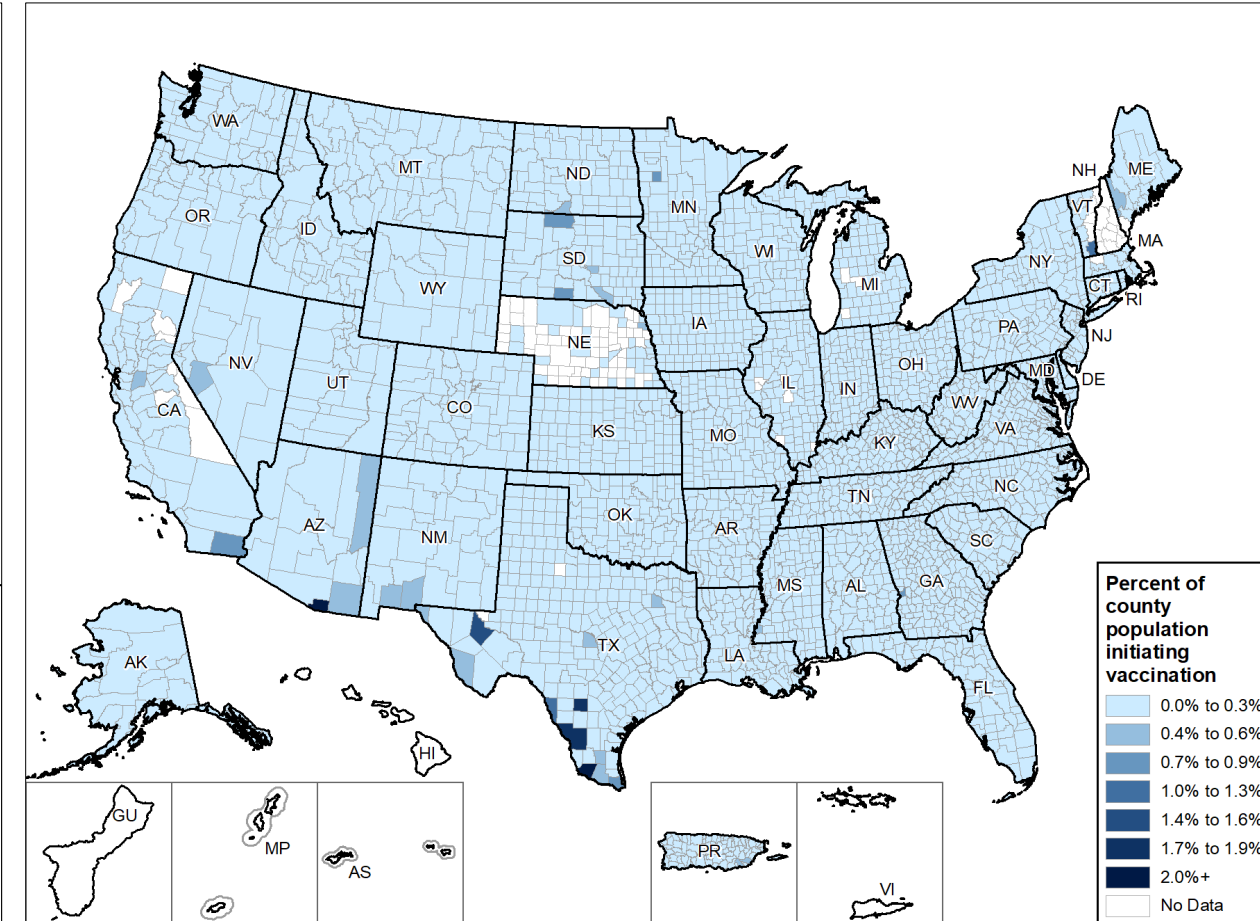 WA
MT
ND
MN
NH
ME
VT
OR
ID
SD
WI
NY
MA
WY
MI
CT
RI
NV
NE
IA
PA
NJ
UT
CO
IL
IN
OH
MD
DE
CA
WV
KS
MO
KY
VA
TN
NC
AZ
NM
OK
AR
SC
MS
AL
GA
TX
LA
AK
FL
HI
GU
MP
AS
PR
VI
Percent of
county
population
initiating
vaccination
0.0% to 0.3%
0.4% to 0.6%
0.7% to 0.9%
1.0% to 1.3%
1.4% to 1.6%
1.7% to 1.9%
2.0%+
No Data